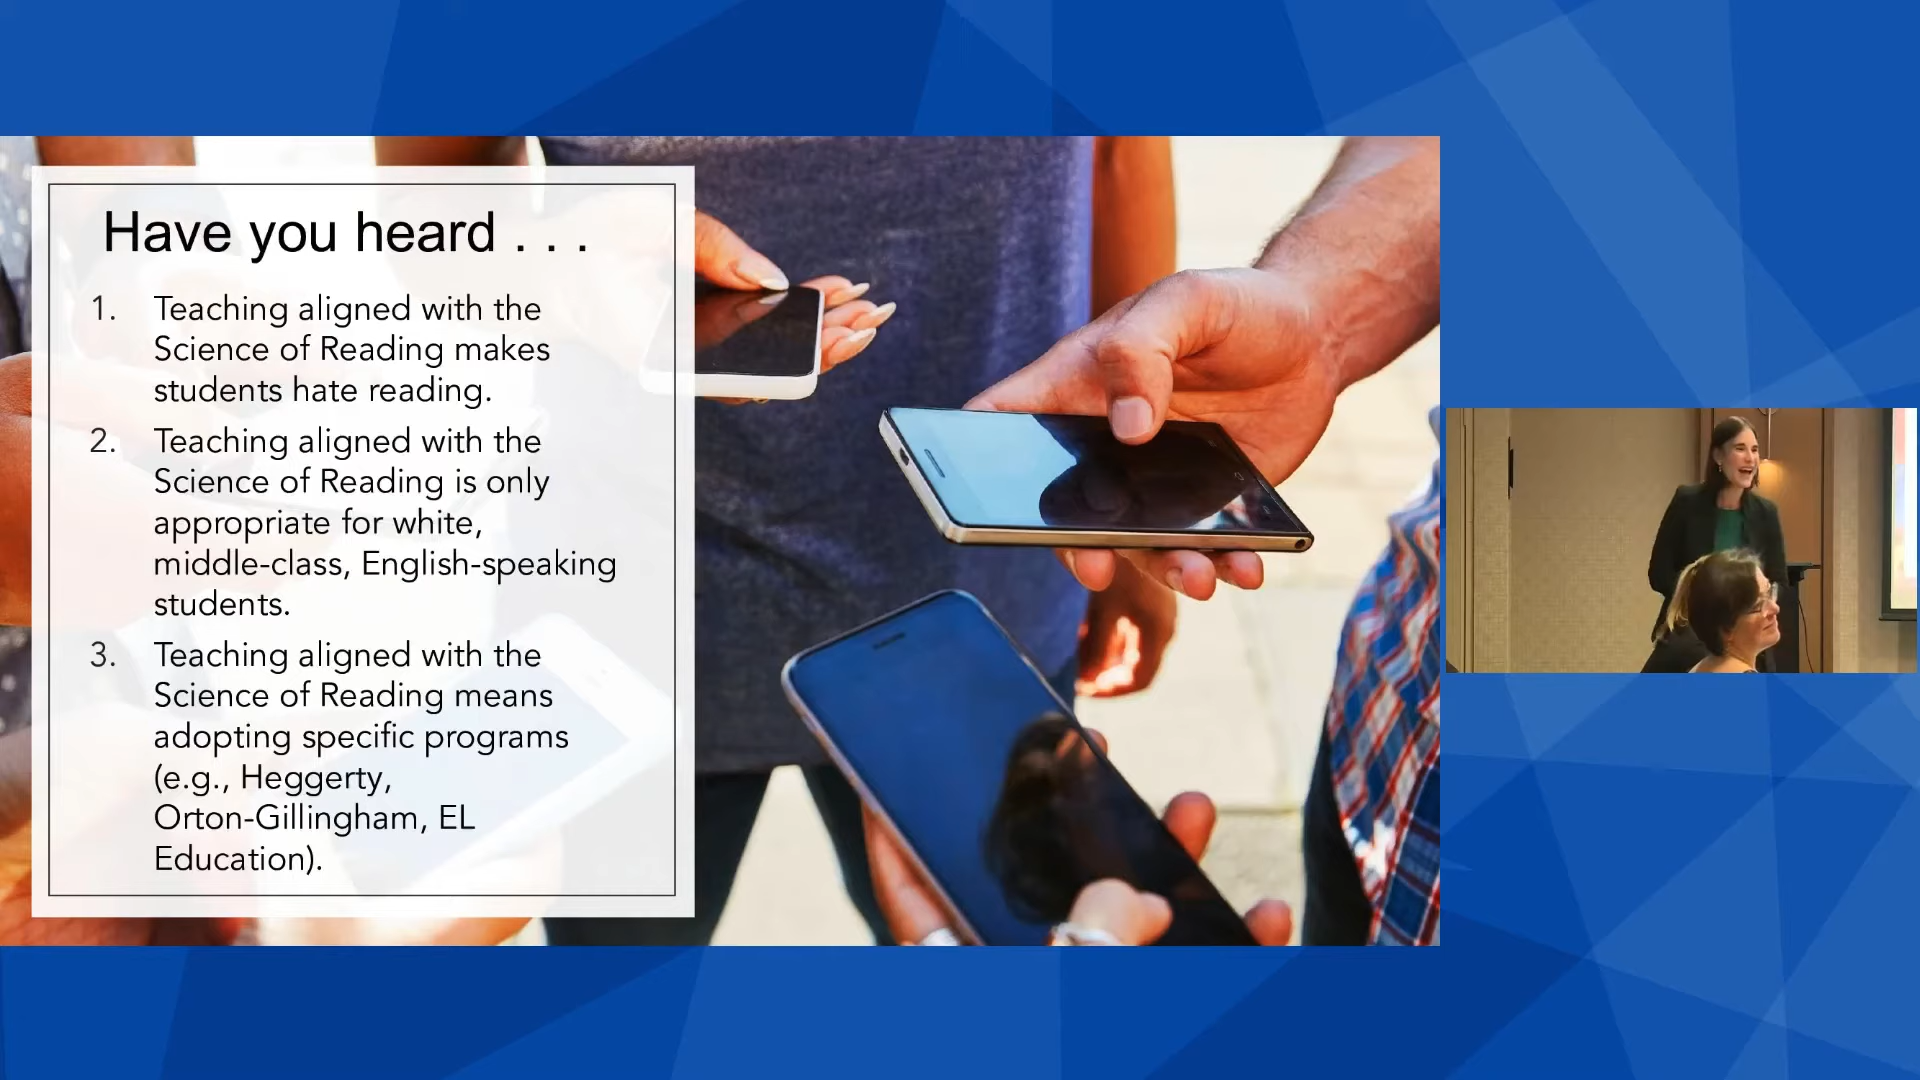 Have you heard . . .
1. Teaching aligned with the
Science of Reading makes
students hate reading.
2. Teaching aligned with the
Science of Reading is only
appropriate for white,
middle-class, English-speaking
students.
3. Teaching aligned with the
Science of Reading means
adopting specific programs
(e.g., Heggerty,
Orton-Gillingham, EL
Education).